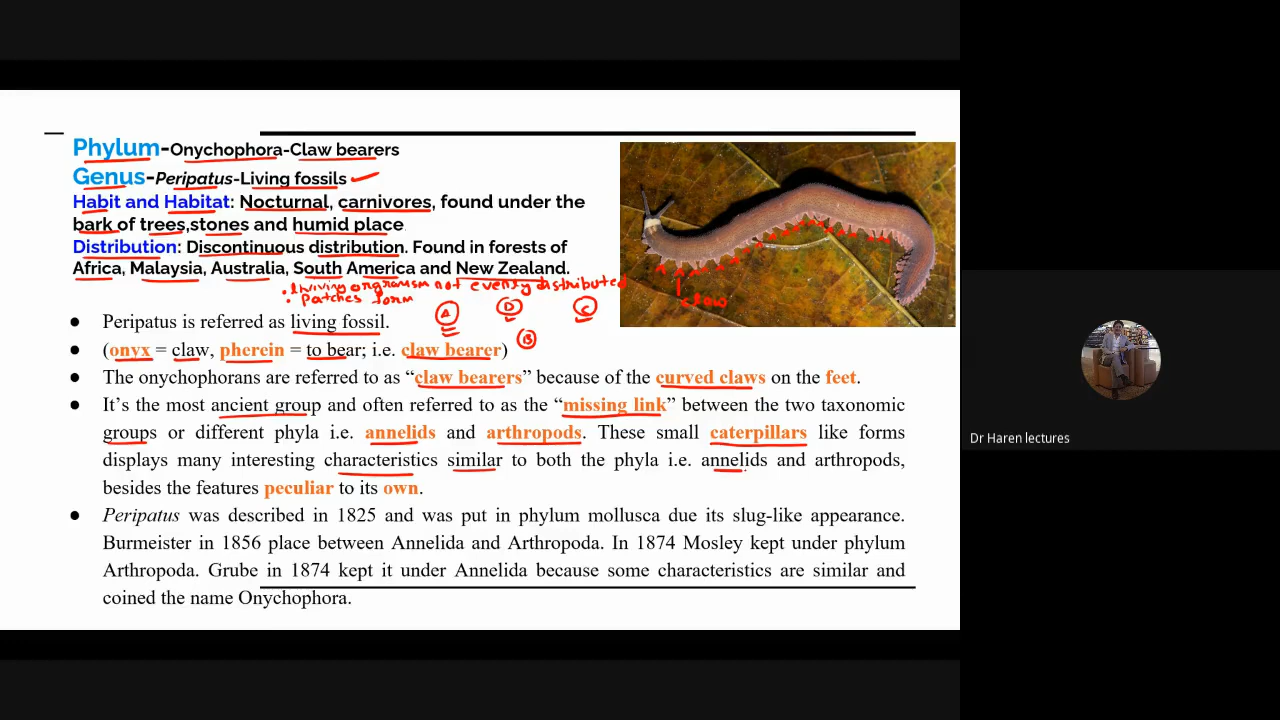 Phylum-Onychophora-Claw bearers
Genus-Peripatus-Living fossils
Habit and Habitat: Nocturnal, carnivores, found under the
bark of trees,stones and humid place
Distribution: Discontinuous distribution. Found in forests of
Africa, Malaysia, Australia, South America and New Zealand.
• living organism not evenly distributed
• Patches form
claw
A
D
C
B
● Peripatus is referred as living fossil.
● (onyx = claw, pherein = to bear; i.e. claw bearer)
● The onychophorans are referred to as “claw bearers” because of the curved claws on the feet.
● It’s the most ancient group and often referred to as the “missing link” between the two taxonomic
groups or different phyla i.e. annelids and arthropods. These small caterpillars like forms
displays many interesting characteristics similar to both the phyla i.e. annelids and arthropods,
besides the features peculiar to its own.
● Peripatus was described in 1825 and was put in phylum mollusca due its slug-like appearance.
Burmeister in 1856 place between Annelida and Arthropoda. In 1874 Mosley kept under phylum
Arthropoda. Grube in 1874 kept it under Annelida because some characteristics are similar and
coined the name Onychophora.
Dr Haren lectures